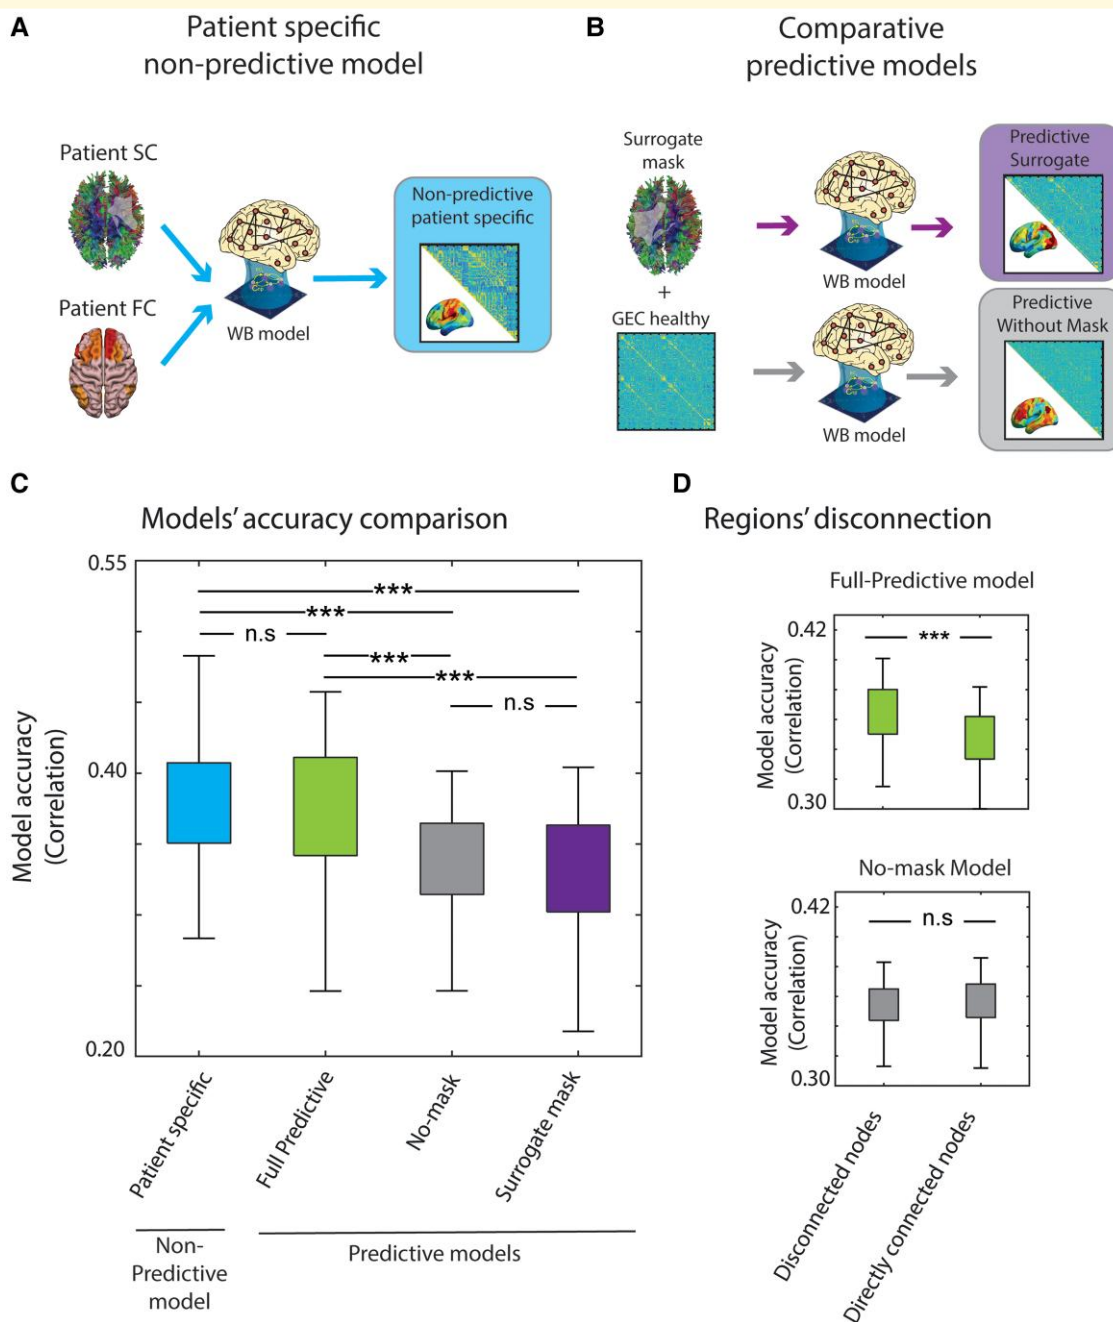 A
Patient specific
non-predictive model
Patient SC
Patient FC
WB model
Non-predictive
patient specific
B
Comparative
predictive models
Surrogate
mask
+
GEC healthy
WB model
Predictive
Surrogate
WB model
Predictive
Without Mask
C
Models' accuracy comparison
0.55
0.40
0.20
Model accuracy
(Correlation)
***
***
n.s
***
***
n.s
Patient specific
Full Predictive
No-mask
Surrogate mask
Non-
Predictive
model
Predictive models
D
Regions' disconnection
Full-Predictive model
0.42
0.30
Model accuracy
(Correlation)
***
No-mask Model
0.42
0.30
Model accuracy
(Correlation)
n.s
Disconnected nodes
Directly connected nodes